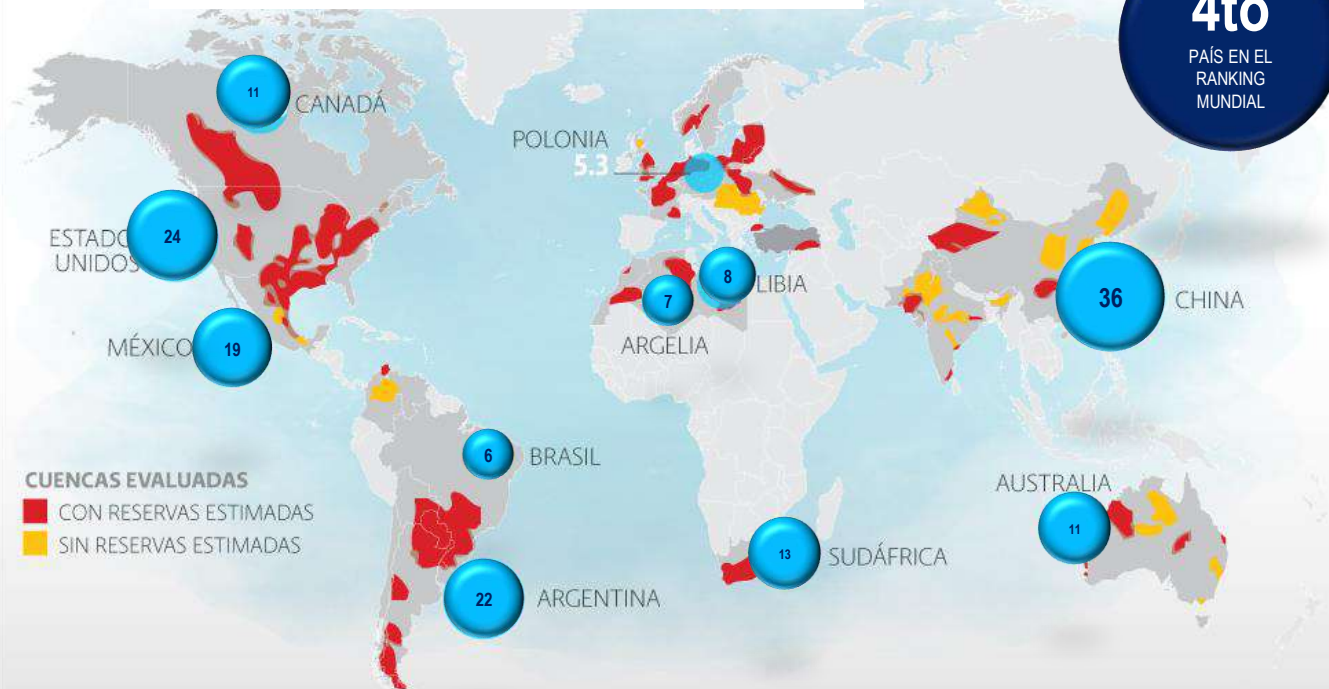 4to
PAÍS EN EL
RANKING
MUNDIAL
11
CANADÁ
POLONIA
5.3
24
ESTADO
UNIDOS
8
LIBIA
7
ARGELIA
36
CHINA
MÉXICO
19
6
BRASIL
CUENCAS EVALUADAS
CON RESERVAS ESTIMADAS
SIN RESERVAS ESTIMADAS
AUSTRALIA
11
13
SUDÁFRICA
22
ARGENTINA